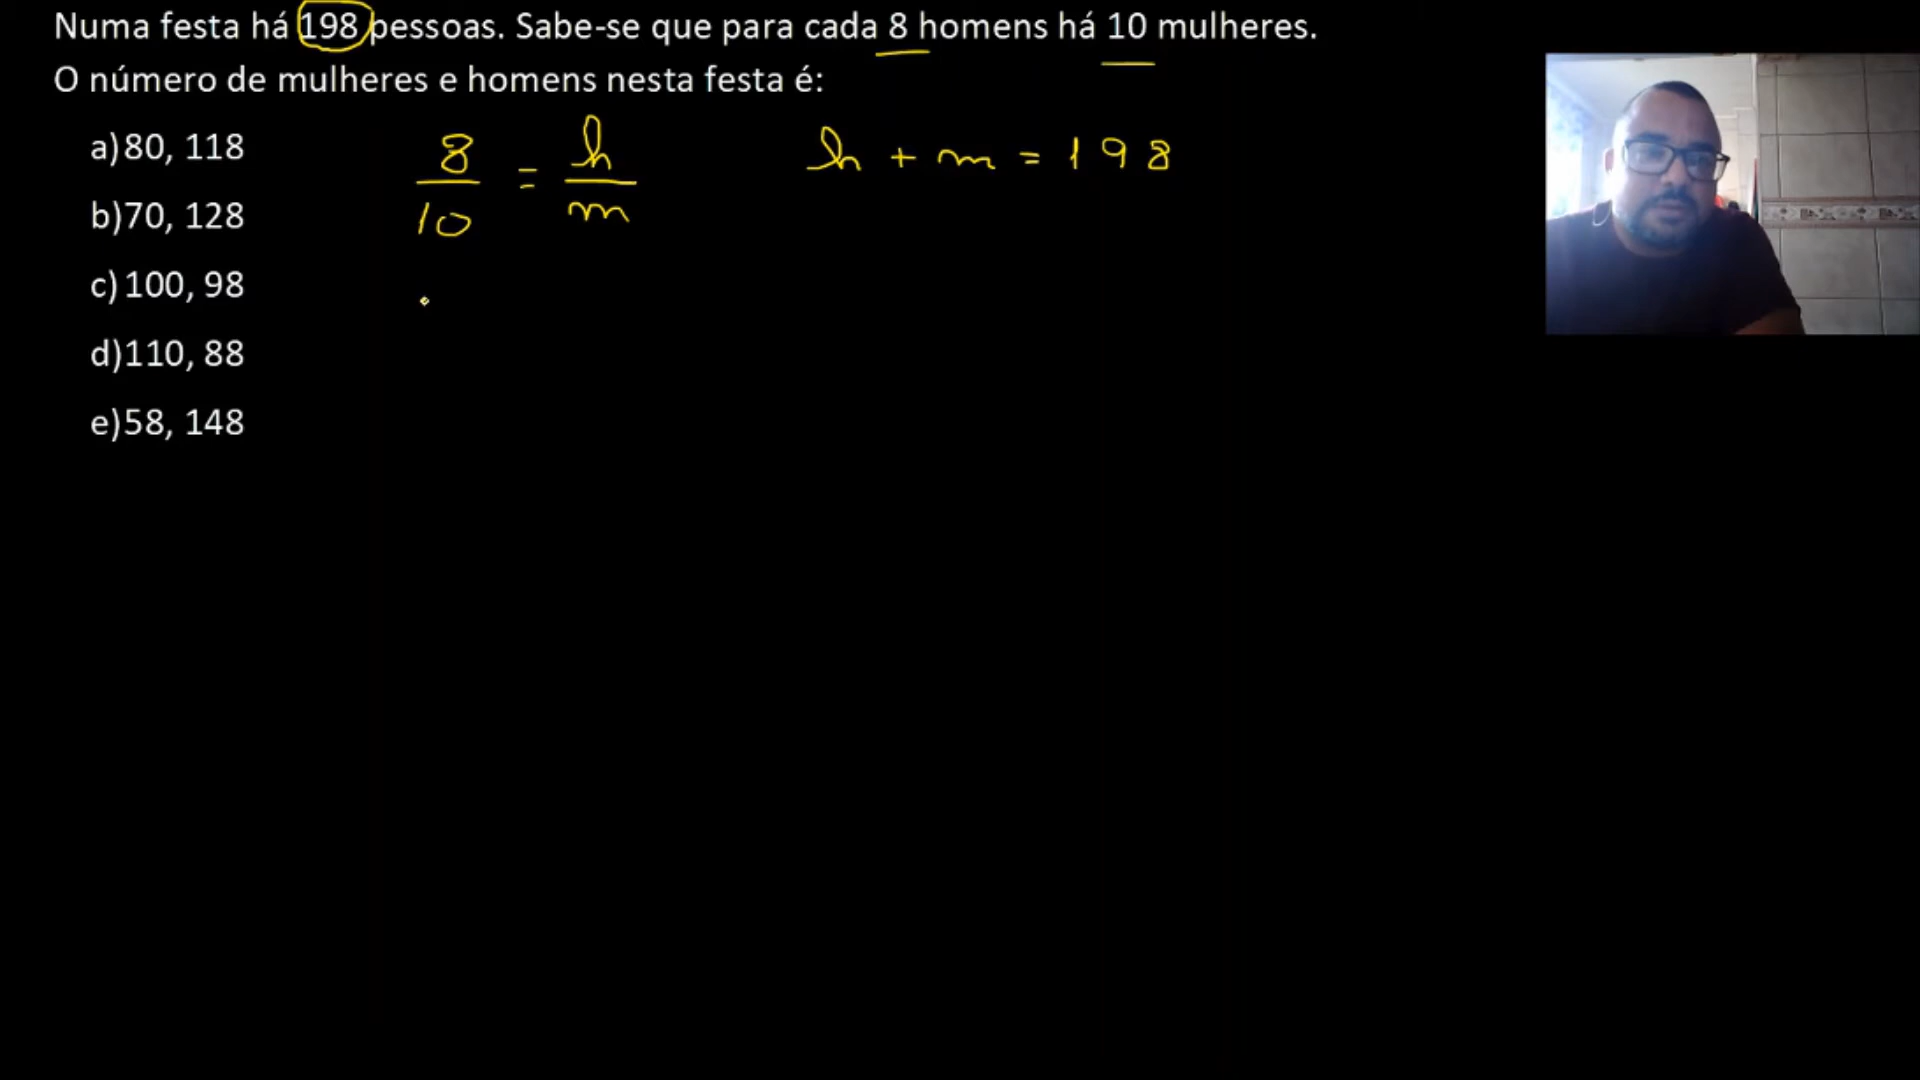 Numa festa há 198 pessoas. Sabe-se que para cada 8 homens há 10 mulheres.
O número de mulheres e homens nesta festa é:
a) 80, 118
b) 70, 128
c) 100, 98
d) 110, 88
e) 58, 148
8/10 = h/m
h + m = 198